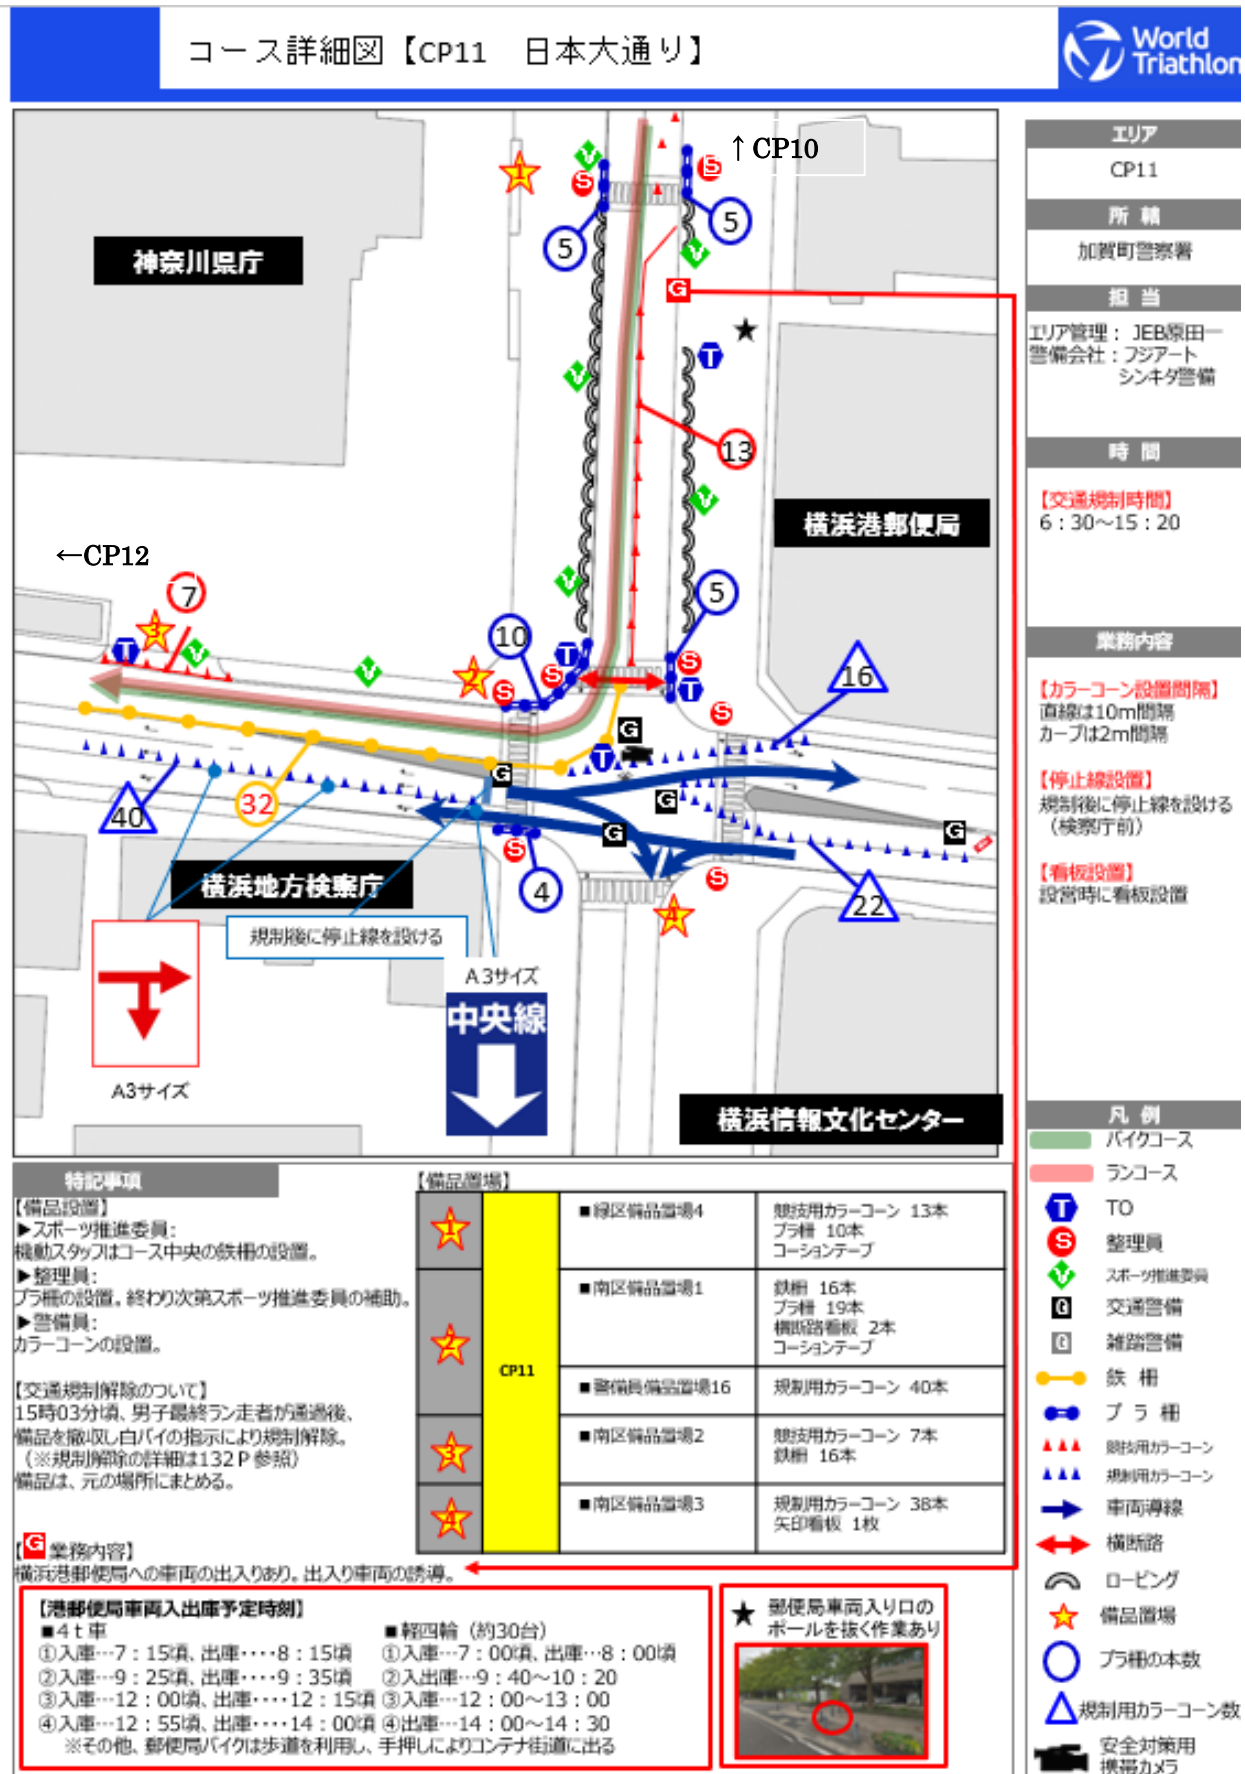 コース詳細図【CP11　日本大通り】
World
Triathlon
↑CP10
1
S
S
5
5
神奈川県庁
G
T
13
横浜港郵便局
←CP12
7
3
T
10
T
2
S
S
5
S
T
S
16
G
T
G
G
32
40
G
G
S
4
S
22
4
横浜地方検察庁
規制後に停止線を設ける
A3サイズ
A3サイズ
中央線
横浜情報文化センター
エリア
CP11
所 轄
加賀町警察署
担 当
エリア管理： JEB原田一
警備会社：フジアート
シンキタ警備
時 間
【交通規制時間】
6：30～15：20
業務内容
【カラーコーン設置間隔】
直線は10m間隔
カーブは2m間隔
【停止線設置】
規制後に停止線を設ける
（検察庁前）
【看板設置】
設営時に看板設置
凡 例
バイクコース
ランコース
T TO
S 整理員
スポーツ推進委員
G 交通警備
G 雑踏警備
鉄 柵
プ ラ 柵
競技用カラーコーン
規制用カラーコーン
車両導線
横断路
ロービング
備品置場
プラ柵の本数
規制用カラーコーン数
安全対策用
携帯カメラ
特記事項
【備品設置】
▶スポーツ推進委員：
機動スタッフはコース中央の鉄柵の設置。
▶整理員：
プラ柵の設置。終わり次第スポーツ推進委員の補助。
▶警備員：
カラーコーンの設置。
【交通規制解除のついて】
15時03分頃、男子最終ラン走者が通過後、
備品を撤収し白バイの指示により規制解除。
（※規制解除の詳細は132P参照）
備品は、元の場所にまとめる。
【備品置場】
CP11
1 ■緑区備品置場4 競技用カラーコーン 13本
プラ柵 10本
コーションテープ
2 ■南区備品置場1 鉄柵 16本
プラ柵 19本
横断路看板 2本
コーションテープ
■警備員備品置場16 規制用カラーコーン 40本
3 ■南区備品置場2 競技用カラーコーン 7本
鉄柵 16本
4 ■南区備品置場3 規制用カラーコーン 38本
矢印看板 1枚
【G 業務内容】
横浜港郵便局への車両の出入りあり。出入り車両の誘導。
【港郵便局車両入出庫予定時刻】
■4ｔ車 ■軽四輪（約30台）
①入庫…7：15頃、出庫‥‥8：15頃 ①入庫…7：00頃、出庫…8：00頃
②入庫…9：25頃、出庫‥‥9：35頃 ②入出庫…9：40～10：20
③入庫…12：00頃、出庫‥‥12：15頃 ③入庫…12：00～13：00
④入庫…12：55頃、出庫‥‥14：00頃 ④出庫…14：00～14：30
※その他、郵便局バイクは歩道を利用し、手押しによりコンテナ街道に出る
★ 郵便局車両入り口の
ポールを抜く作業あり